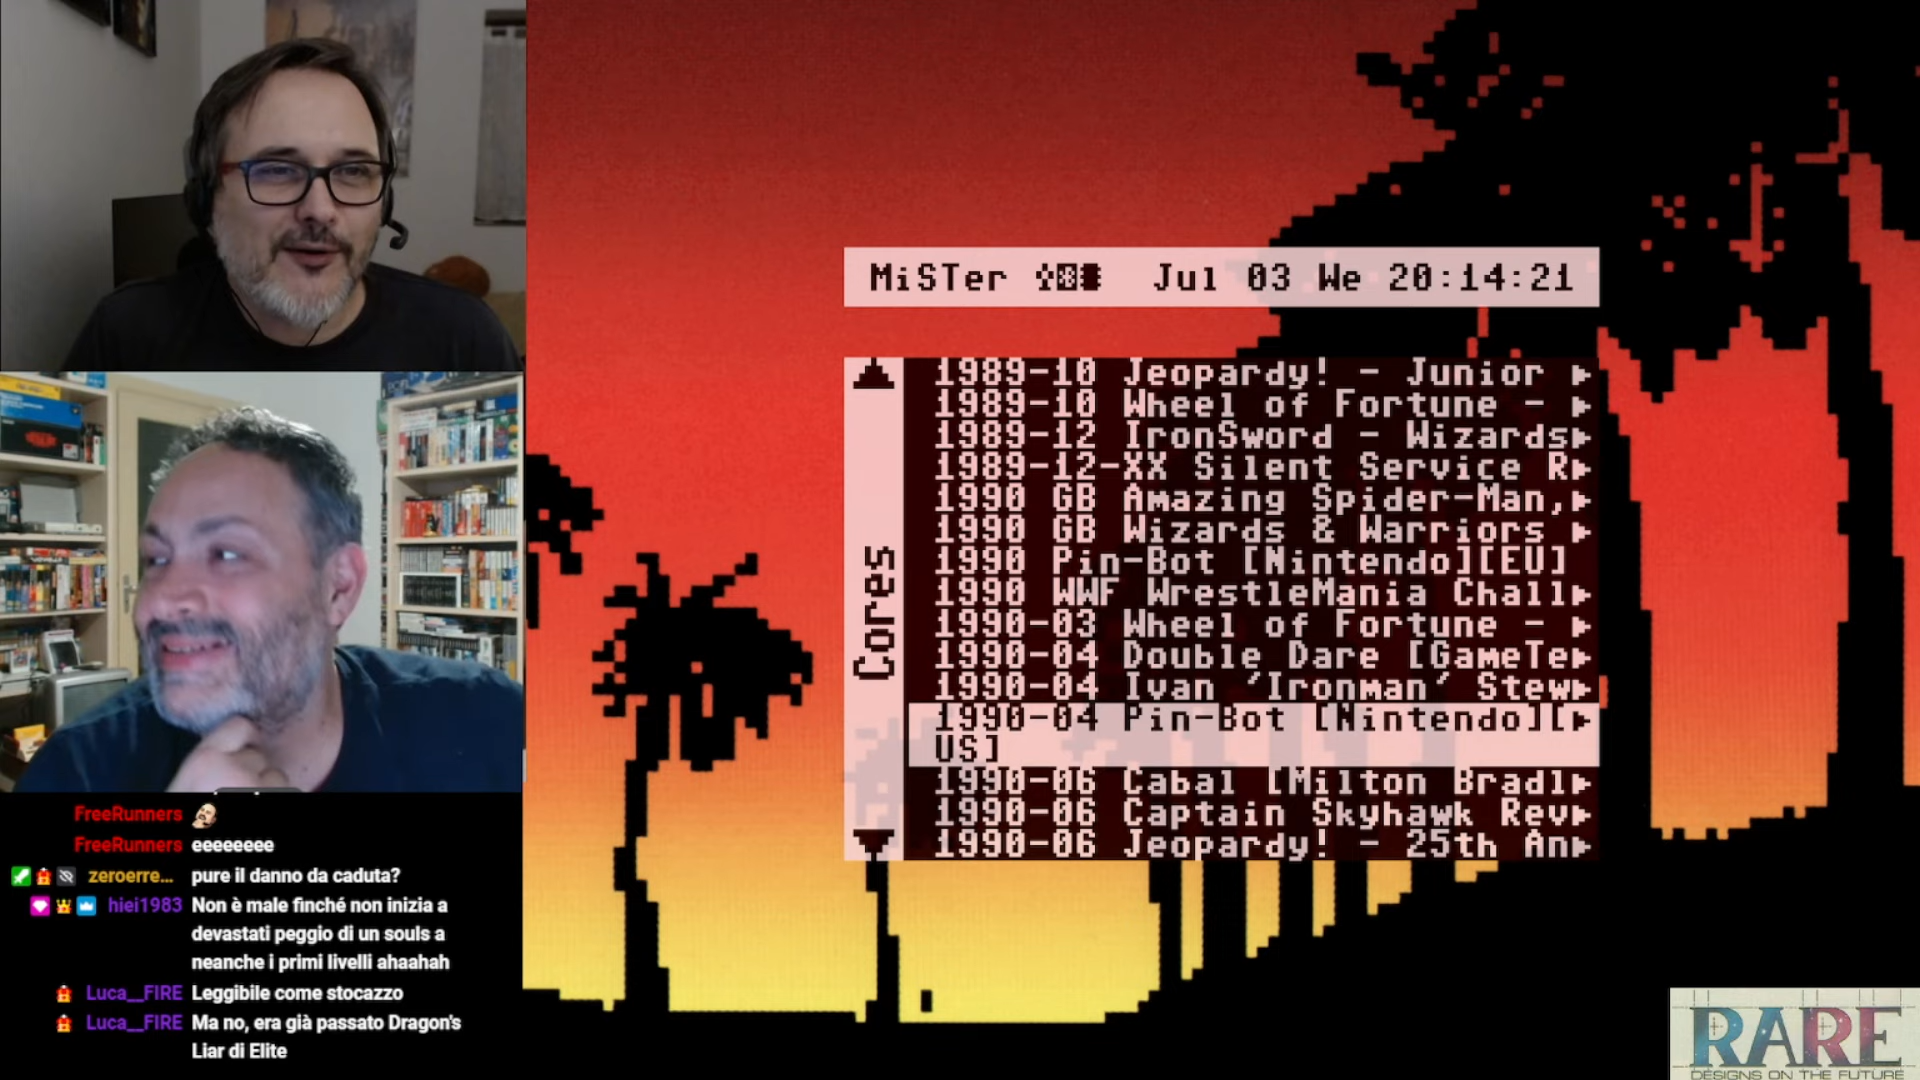 MiSTer Jul 03 We 20:14:21
Cores
1989-10 Jeopardy! - Junior
1989-10 Wheel of Fortune -
1989-12 IronSword - Wizards
1989-12-XX Silent Service R
1990 GB Amazing Spider-Man,
1990 GB Wizards & Warriors
1990 Pin-Bot [Nintendo][EU]
1990 WWF WrestleMania Chall
1990-03 Wheel of Fortune -
1990-04 Double Dare [GameTe
1990-04 Ivan 'Ironman' Stew
1990-04 Pin-Bot [Nintendo][
US]
1990-06 Cabal [Milton Bradl
1990-06 Captain Skyhawk Rev
1990-06 Jeopardy! - 25th An
FreeRunners
FreeRunners eeeeeeee
zeroerre... pure il danno da caduta?
hiei1983 Non è male finché non inizia a
devastati peggio di un souls a
neanche i primi livelli ahaahah
Luca__FIRE Leggibile come stocazzo
Luca__FIRE Ma no, era già passato Dragon's
Liar di Elite
RARE
DESIGNS ON THE FUTURE